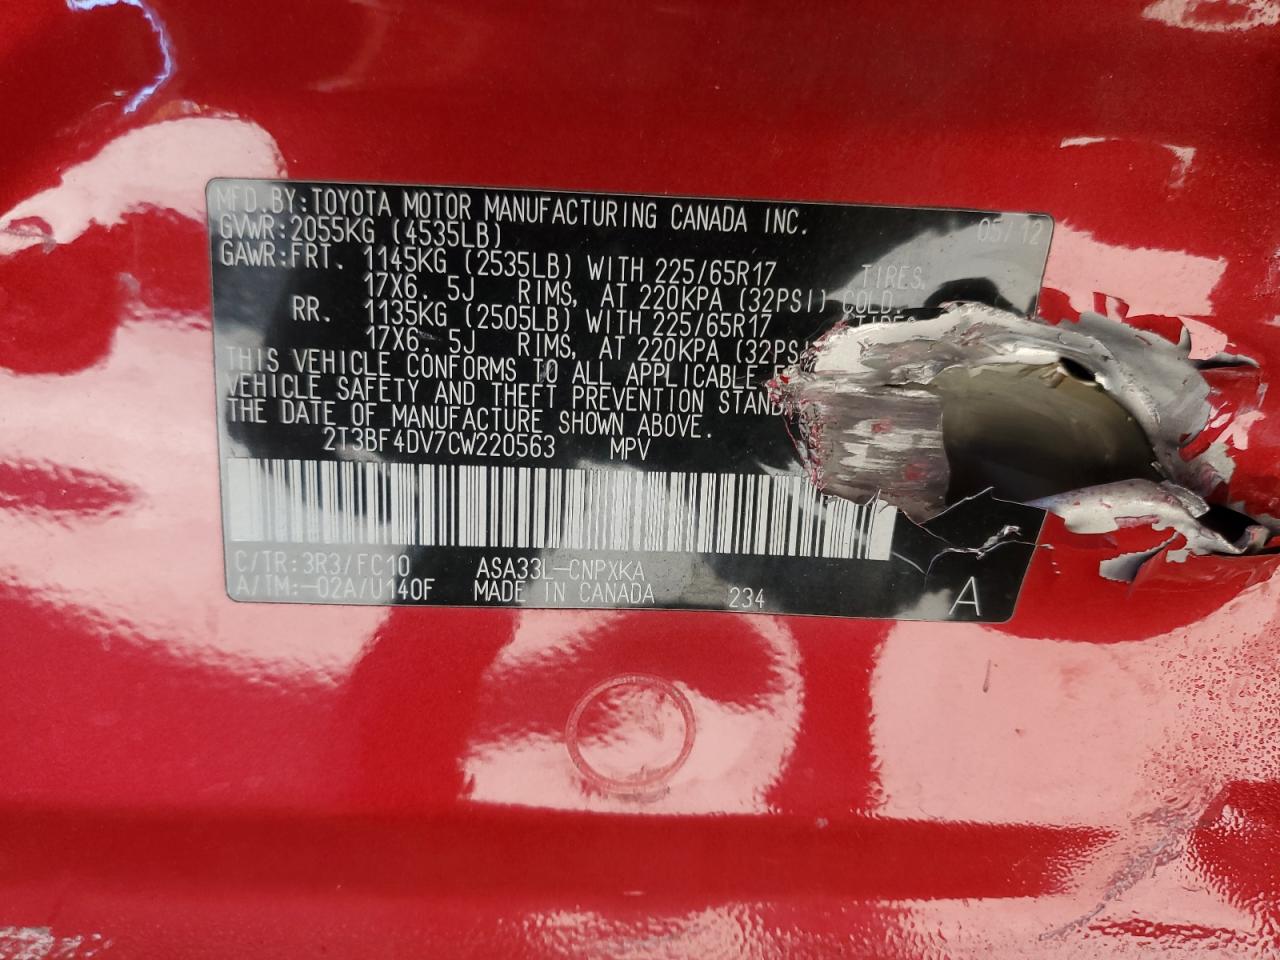 MFD.BY:TOYOTA MOTOR MANUFACTURING CANADA INC. 05/12
GVWR:2055KG (4535LB)
GAWR:FRT. 1145KG (2535LB) WITH 225/65R17 TIRES,
17X6.5J RIMS, AT 220KPA (32PSI) COLD.
RR. 1135KG (2505LB) WITH 225/65R17 TIRES
17X6.5J RIMS, AT 220KPA (32PS
THIS VEHICLE CONFORMS TO ALL APPLICABLE
VEHICLE SAFETY AND THEFT PREVENTION STAND
THE DATE OF MANUFACTURE SHOWN ABOVE.
2T3BF4DV7CW220563 MPV
C/TR:3R3/FC10 ASA33L-CNPXKA
A/TM:-02A/U140F MADE IN CANADA 234 A